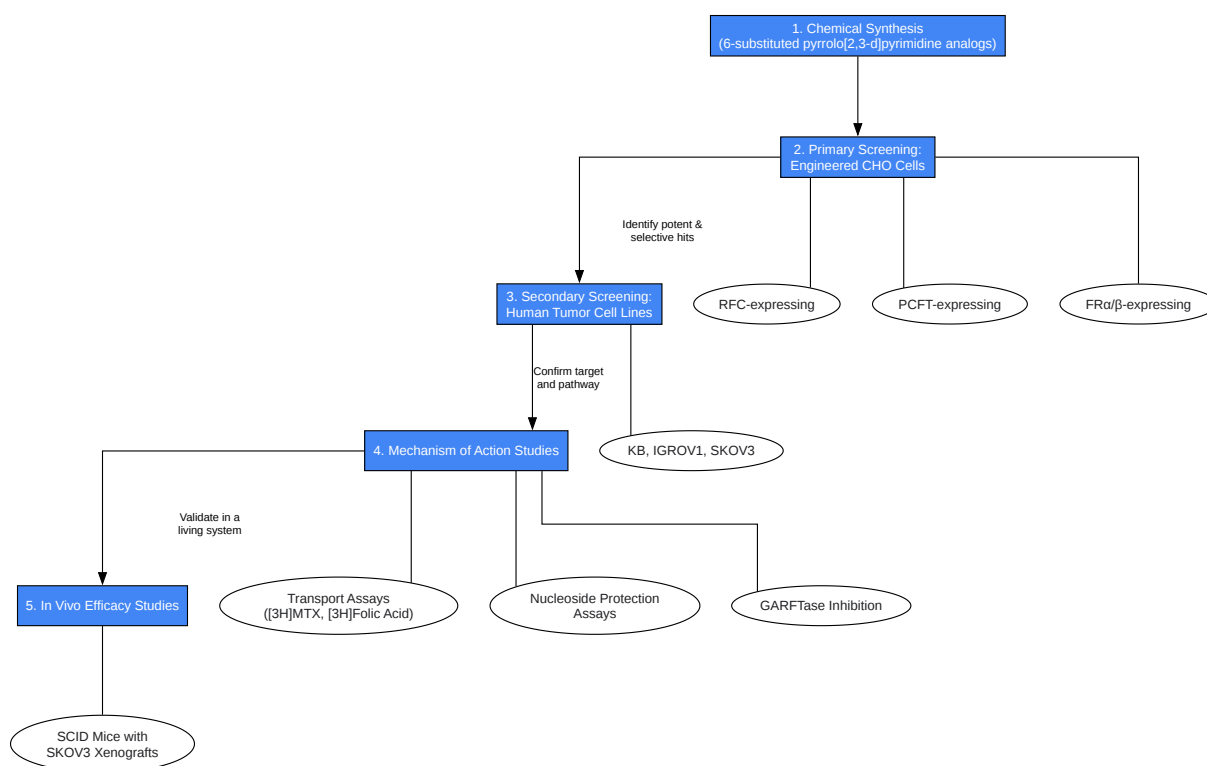 1. Chemical Synthesis
(6-substituted pyrrolo[2,3-d]pyrimidine analogs)
2. Primary Screening:
Engineered CHO Cells
Identify potent &
selective hits
3. Secondary Screening:
Human Tumor Cell Lines
RFC-expressing
PCFT-expressing
FRα/β-expressing
Confirm target
and pathway
4. Mechanism of Action Studies
KB, IGROV1, SKOV3
Validate in a
living system
5. In Vivo Efficacy Studies
Transport Assays
([3H]MTX, [3H]Folic Acid)
Nucleoside Protection
Assays
GARFTase Inhibition
SCID Mice with
SKOV3 Xenografts